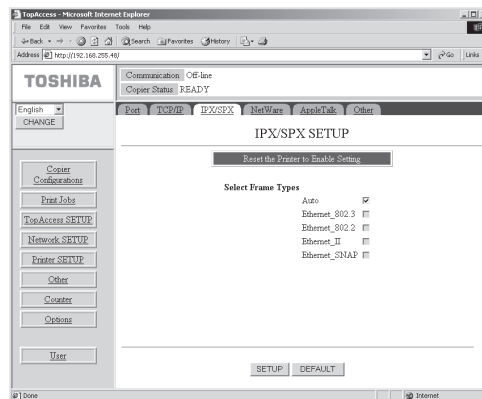 TopAccess - Microsoft Internet Explorer
File Edit View Favorites Tools Help
Back Search Favorites History
Address http://192.168.255.48/ Go Links
TOSHIBA
Communication Off-line
Copier Status READY
English
CHANGE
Port TCP/IP IPX/SPX NetWare AppleTalk Other
IPX/SPX SETUP
Reset the Printer to Enable Setting
Select Frame Types
Auto
Ethernet_802.3
Ethernet_802.2
Ethernet_II
Ethernet_SNAP
Copier
Configurations
Print Jobs
TopAccess SETUP
Network SETUP
Printer SETUP
Other
Counter
Options
User
SETUP DEFAULT
Done Internet